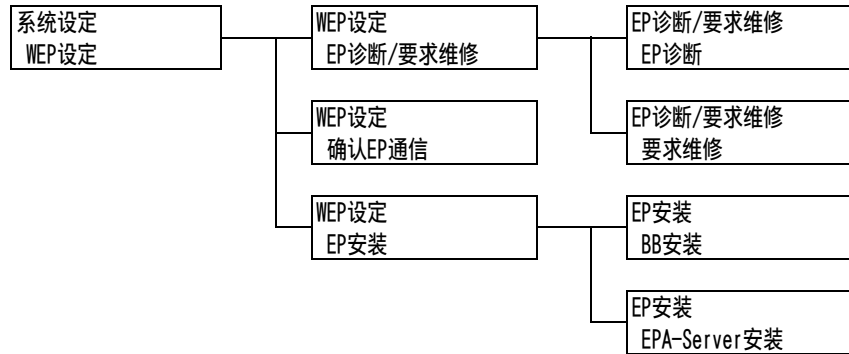 系统设定
WEP设定
WEP设定
EP诊断/要求维修
EP诊断/要求维修
EP诊断
WEP设定
确认EP通信
EP诊断/要求维修
要求维修
WEP设定
EP安装
EP安装
BB安装
EP安装
EPA-Server安装